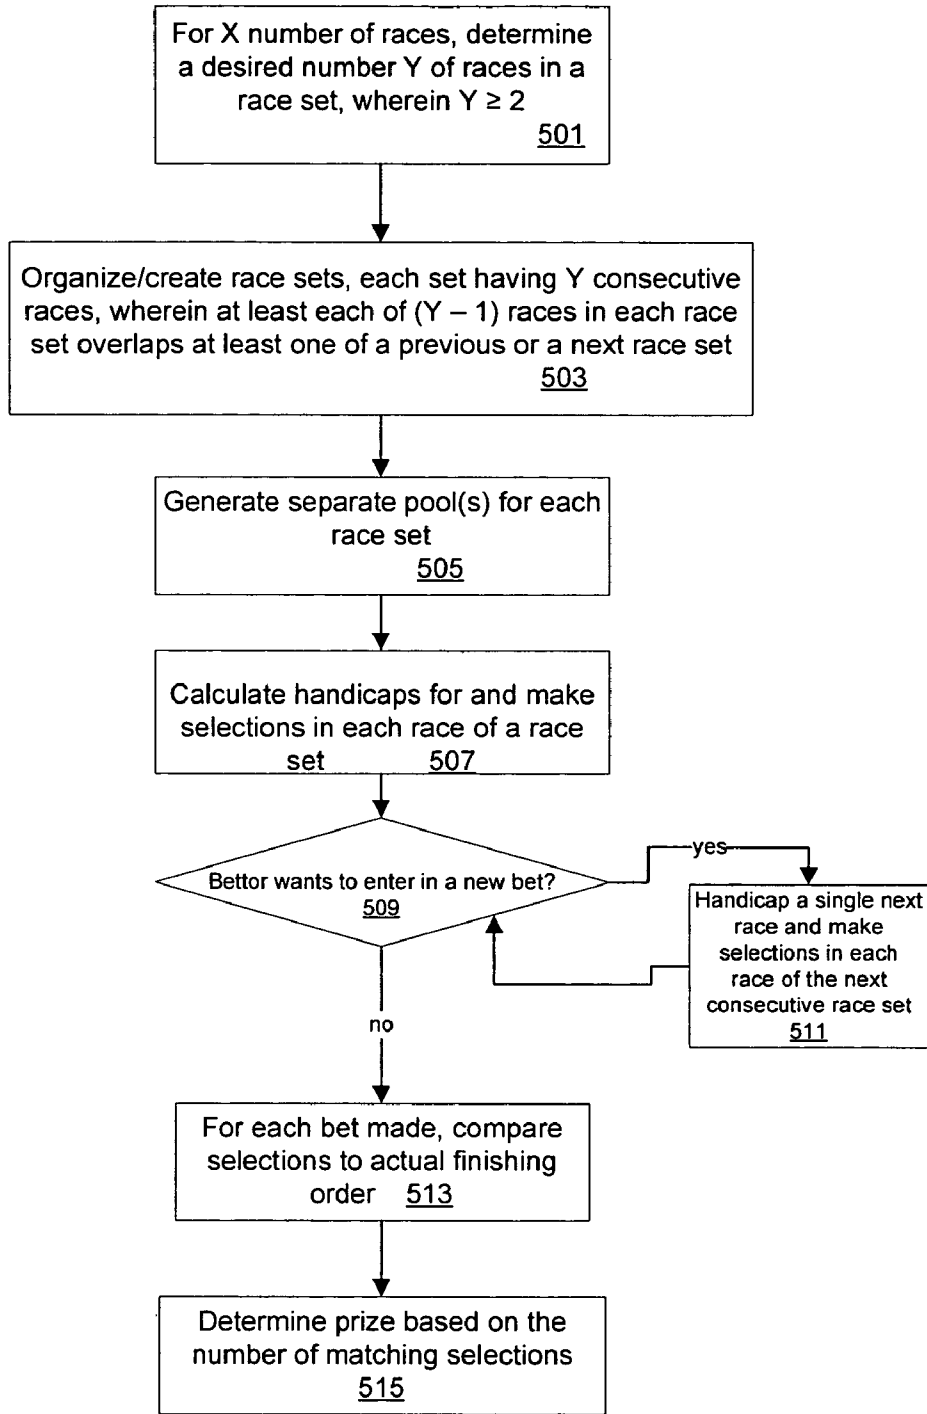 For X number of races, determine
a desired number Y of races in a
race set, wherein Y ≥ 2
501
Organize/create race sets, each set having Y consecutive
races, wherein at least each of (Y – 1) races in each race
set overlaps at least one of a previous or a next race set
503
Generate separate pool(s) for each
race set
505
Calculate handicaps for and make
selections in each race of a race
set 507
Bettor wants to enter in a new bet?
509
yes
Handicap a single next
race and make
selections in each
race of the next
consecutive race set
511
no
For each bet made, compare
selections to actual finishing
order 513
Determine prize based on the
number of matching selections
515